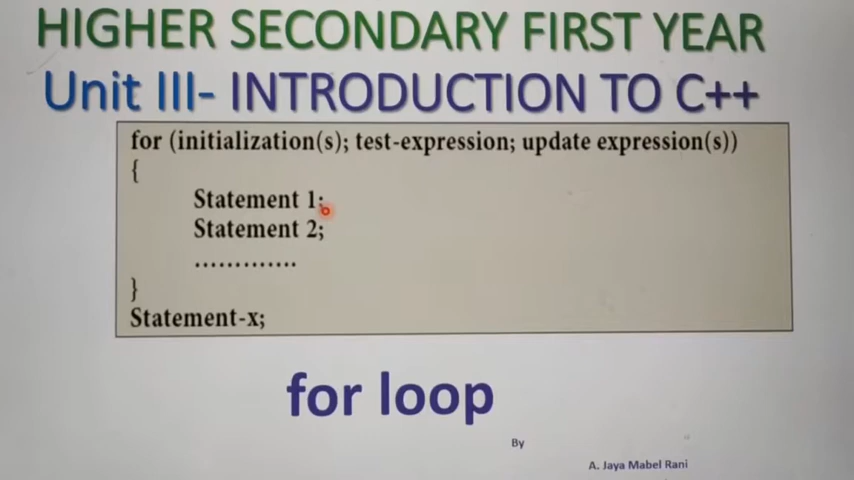 HIGHER SECONDARY FIRST YEAR
Unit III- INTRODUCTION TO C++
for (initialization(s); test-expression; update expression(s))
{
Statement 1;
Statement 2;
.............
}
Statement-x;
for loop
By
A. Jaya Mabel Rani